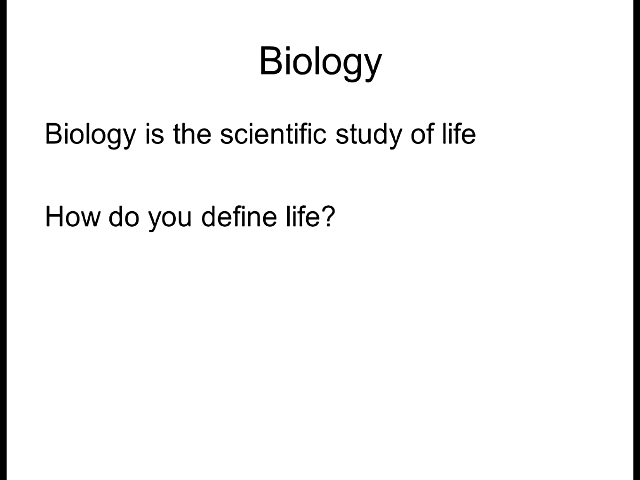 Biology
Biology is the scientific study of life
How do you define life?